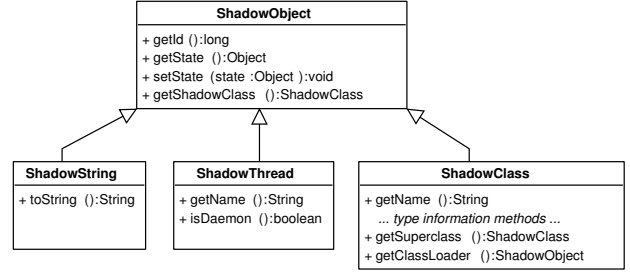 ShadowObject
+ getId ():long
+ getState ():Object
+ setState (state :Object ):void
+ getShadowClass ():ShadowClass
ShadowString
+ toString ():String
ShadowThread
+ getName ():String
+ isDaemon ():boolean
ShadowClass
+ getName ():String
... type information methods ...
+ getSuperclass ():ShadowClass
+ getClassLoader ():ShadowObject